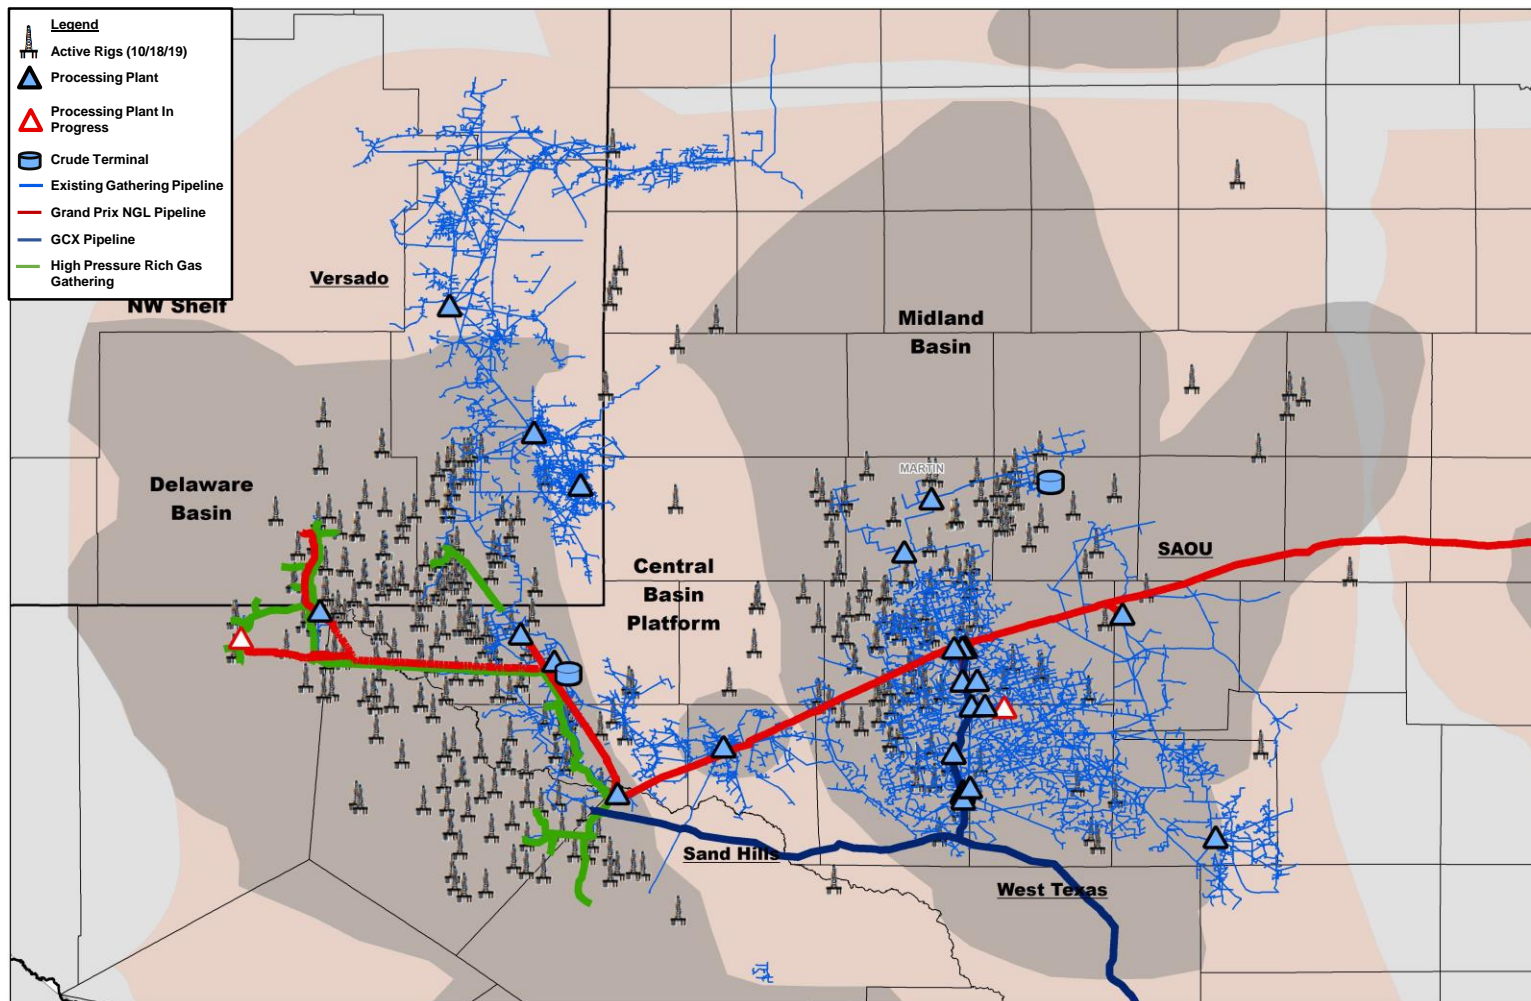 Legend
Active Rigs (10/18/19)
Processing Plant
Processing Plant In
Progress
Crude Terminal
Existing Gathering Pipeline
Grand Prix NGL Pipeline
GCX Pipeline
High Pressure Rich Gas
Gathering
NW Shelf
Versado
Midland
Basin
Delaware
Basin
MARTIN
SAOU
Central
Basin
Platform
Sand Hills
West Texas